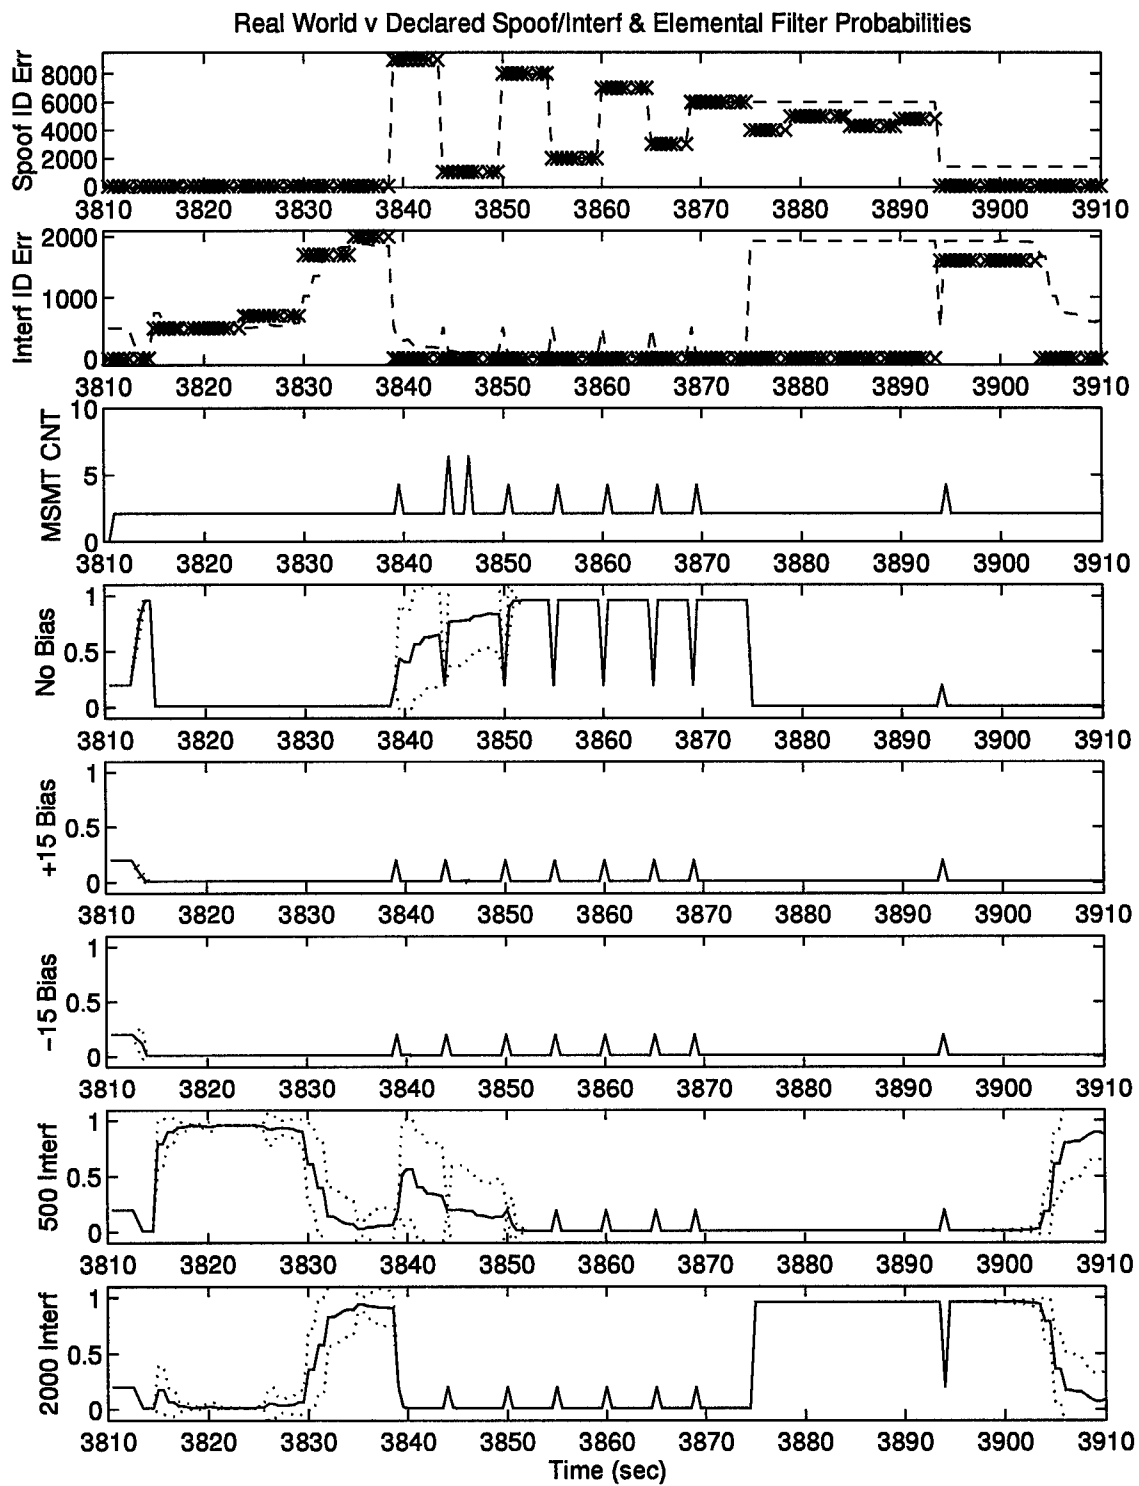 Real World v Declared Spoof/Interf & Elemental Filter Probabilities
Spoof ID Err
8000
6000
4000
2000
0
3810 3820 3830 3840 3850 3860 3870 3880 3890 3900 3910
Interf ID Err
2000
1000
0
3810 3820 3830 3840 3850 3860 3870 3880 3890 3900 3910
MSMT CNT
10
5
0
3810 3820 3830 3840 3850 3860 3870 3880 3890 3900 3910
No Bias
1
0.5
0
3810 3820 3830 3840 3850 3860 3870 3880 3890 3900 3910
+15 Bias
1
0.5
0
3810 3820 3830 3840 3850 3860 3870 3880 3890 3900 3910
−15 Bias
1
0.5
0
3810 3820 3830 3840 3850 3860 3870 3880 3890 3900 3910
500 Interf
1
0.5
0
3810 3820 3830 3840 3850 3860 3870 3880 3890 3900 3910
2000 Interf
1
0.5
0
3810 3820 3830 3840 3850 3860 3870 3880 3890 3900 3910
Time (sec)